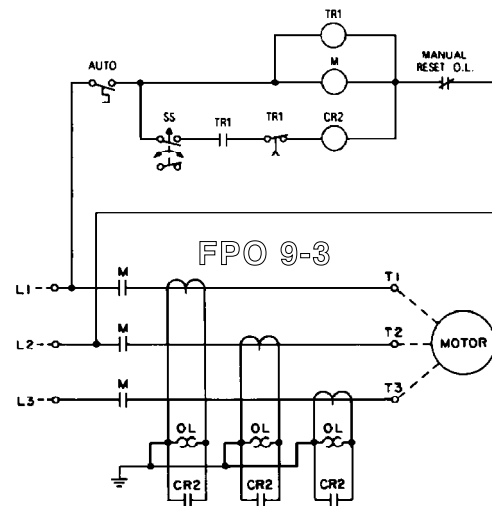 TR1
AUTO
M
MANUAL
RESET O.L.
SS
TR1
TR1
CR2
FPO 9-3
L1
M
T1
L2
M
T2
MOTOR
L3
M
T3
OL
OL
OL
CR2
CR2
CR2